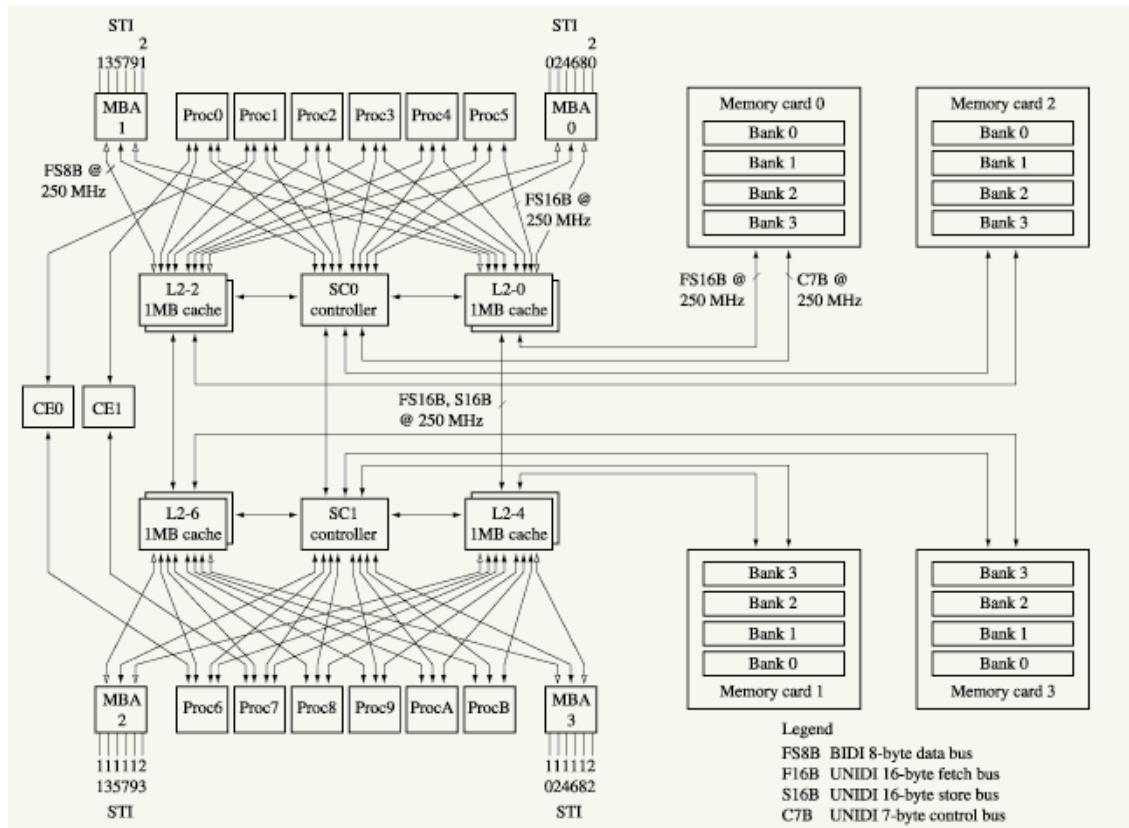 STI
2
135791
STI
2
024680
MBA
1
Proc0
Proc1
Proc2
Proc3
Proc4
Proc5
MBA
0
Memory card 0
Bank 0
Bank 1
Bank 2
Bank 3
Memory card 2
Bank 0
Bank 1
Bank 2
Bank 3
FS8B @
250 MHz
FS16B @
250 MHz
FS16B @
250 MHz
C7B @
250 MHz
L2-2
1MB cache
SC0
controller
L2-0
1MB cache
CE0
CE1
FS16B, S16B
@ 250 MHz
L2-6
1MB cache
SC1
controller
L2-4
1MB cache
Bank 3
Bank 2
Bank 1
Bank 0
Memory card 1
Bank 3
Bank 2
Bank 1
Bank 0
Memory card 3
MBA
2
Proc6
Proc7
Proc8
Proc9
ProcA
ProcB
MBA
3
111112
135793
STI
111112
024682
STI
Legend
FS8B BIDI 8-byte data bus
F16B UNIDI 16-byte fetch bus
S16B UNIDI 16-byte store bus
C7B UNIDI 7-byte control bus